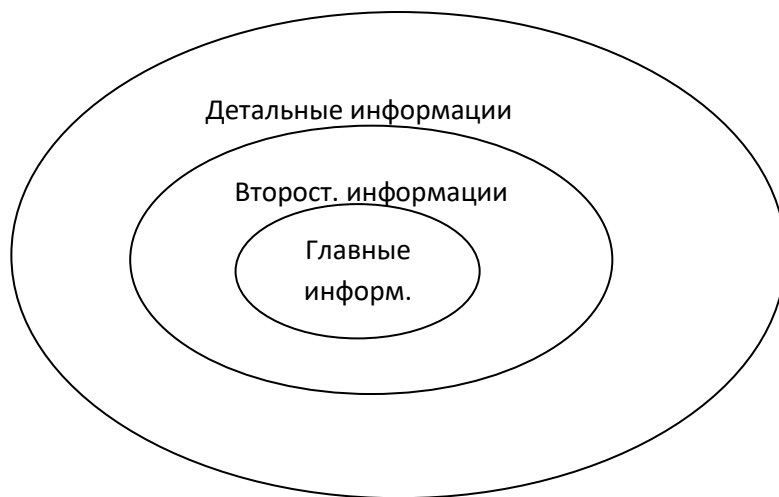 Детальные информации
Второст. информации
Главные
информ.